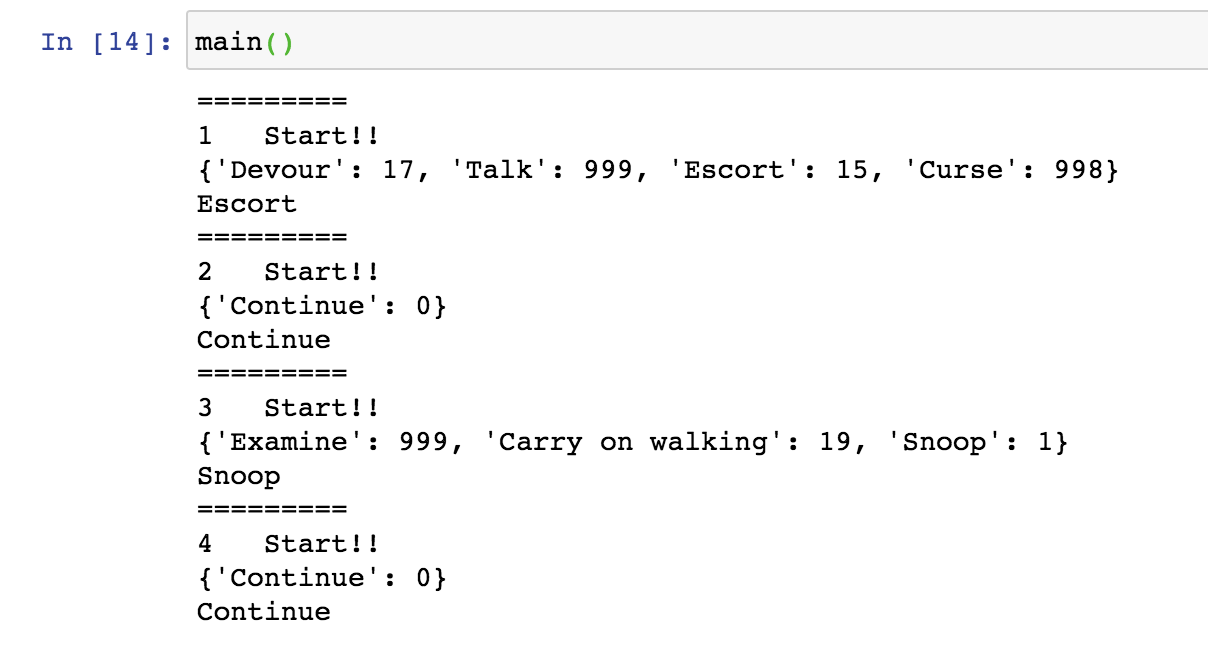 In [14]: main()
=========
1   Start!!
{'Devour': 17, 'Talk': 999, 'Escort': 15, 'Curse': 998}
Escort
=========
2   Start!!
{'Continue': 0}
Continue
=========
3   Start!!
{'Examine': 999, 'Carry on walking': 19, 'Snoop': 1}
Snoop
=========
4   Start!!
{'Continue': 0}
Continue